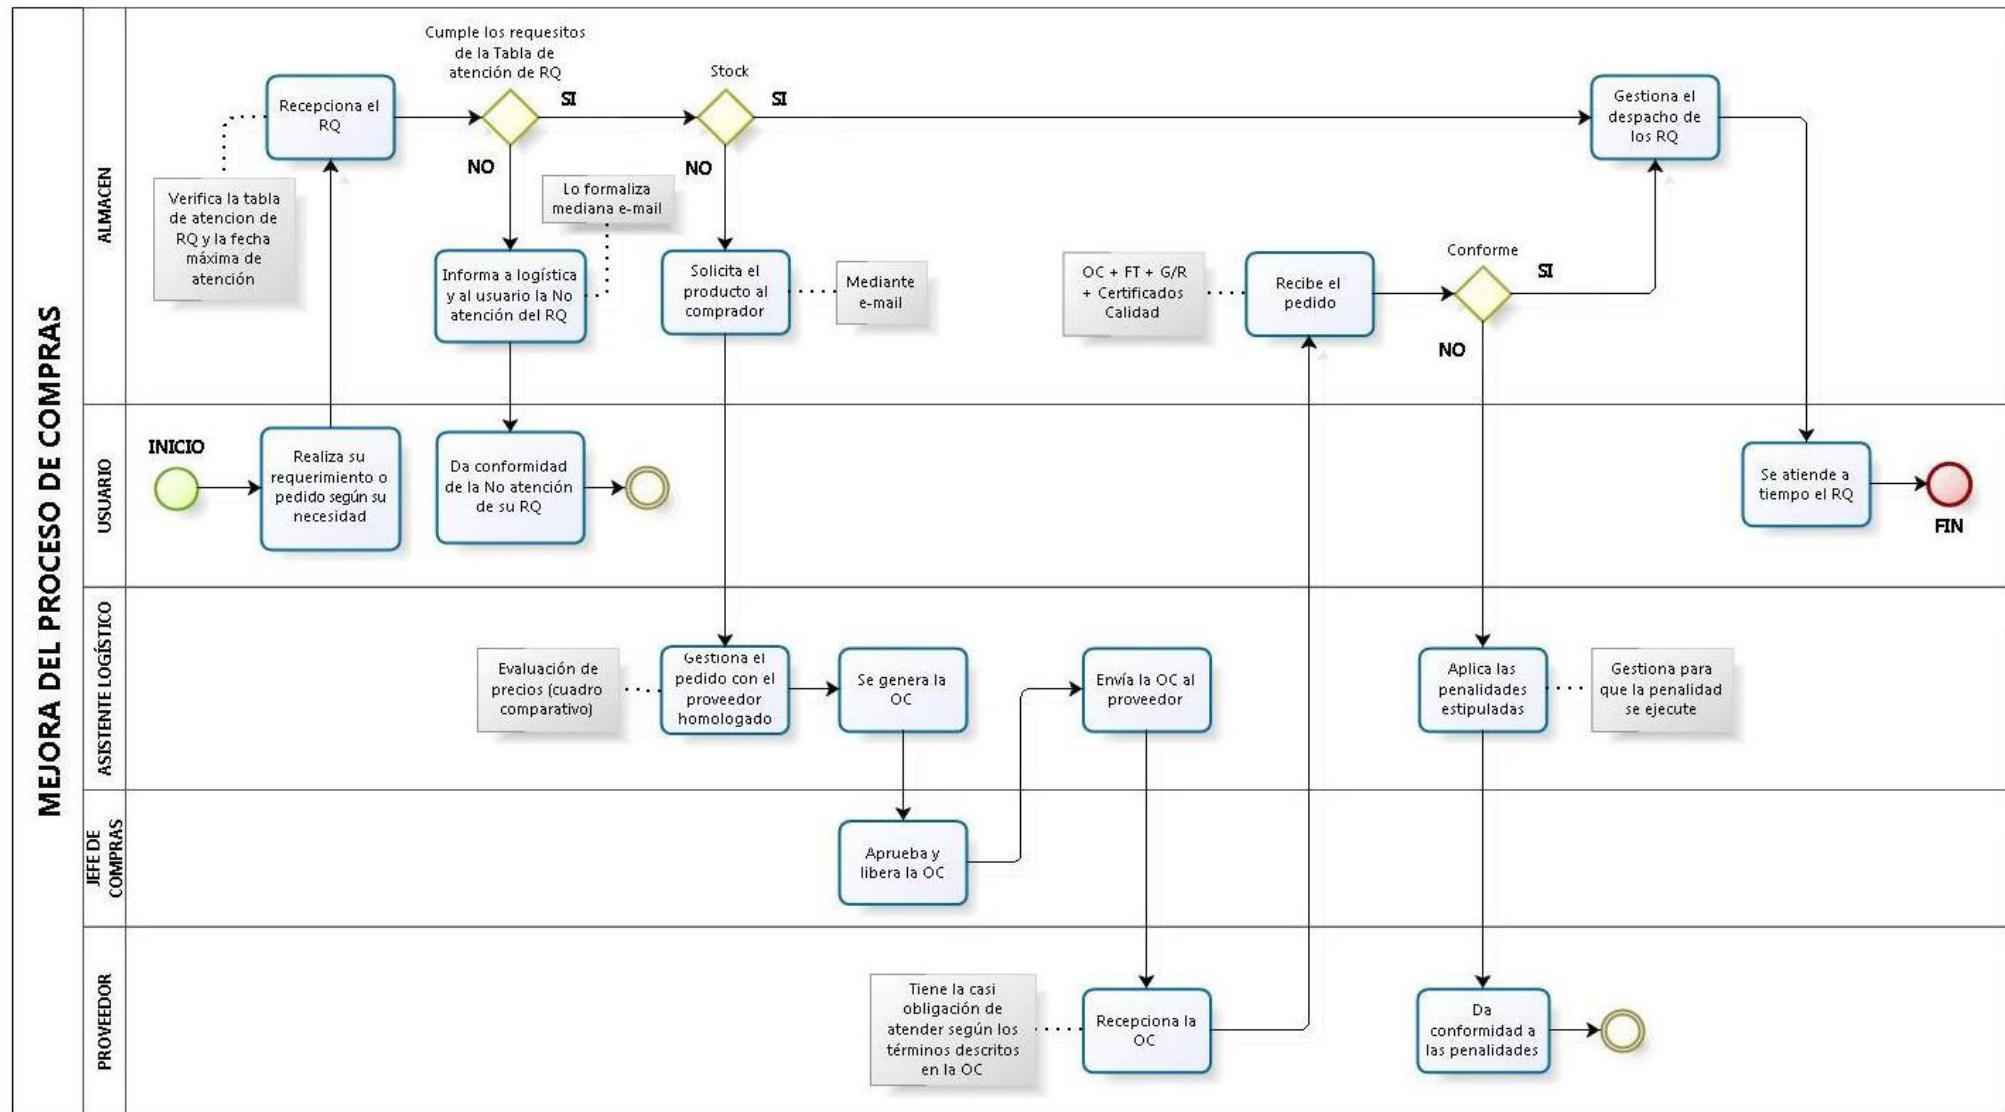 MEJORA DEL PROCESO DE COMPRAS
ALMACEN
Cumple los requesitos
de la Tabla de
atención de RQ
Stock
Recepciona el
RQ
SI
SI
Gestiona el
despacho de
los RQ
NO
NO
Verifica la tabla
de atencion de
RQ y la fecha
máxima de
atención
Lo formaliza
mediana e-mail
Informa a logística
y al usuario la No
atención del RQ
Solicita el
producto al
comprador
Mediante
e-mail
OC + FT + G/R
+ Certificados
Calidad
Recibe el
pedido
Conforme
SI
NO
USUARIO
INICIO
Realiza su
requerimiento o
pedido según su
necesidad
Da conformidad
de la No atención
de su RQ
Se atiende a
tiempo el RQ
FIN
ASISTENTE LOGÍSTICO
Evaluación de
precios (cuadro
comparativo)
Gestiona el
pedido con el
proveedor
homologado
Se genera la
OC
Envía la OC al
proveedor
Aplica las
penalidades
estipuladas
Gestiona para
que la penalidad
se ejecute
JEFE DE
COMPRAS
Aprueba y
libera la OC
PROVEEDOR
Tiene la casi
obligación de
atender según los
términos descritos
en la OC
Recepciona la
OC
Da
conformidad a
las penalidades